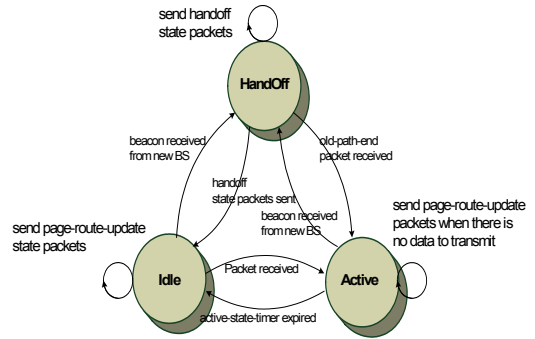 send handoff
state packets
HandOff
beacon received
from new BS
old-path-end
packet received
handoff
state packets sent
beacon received
from new BS
send page-route-update
packets when there is
no data to transmit
send page-route-update
state packets
Idle
Packet received
Active
active-state-timer expired